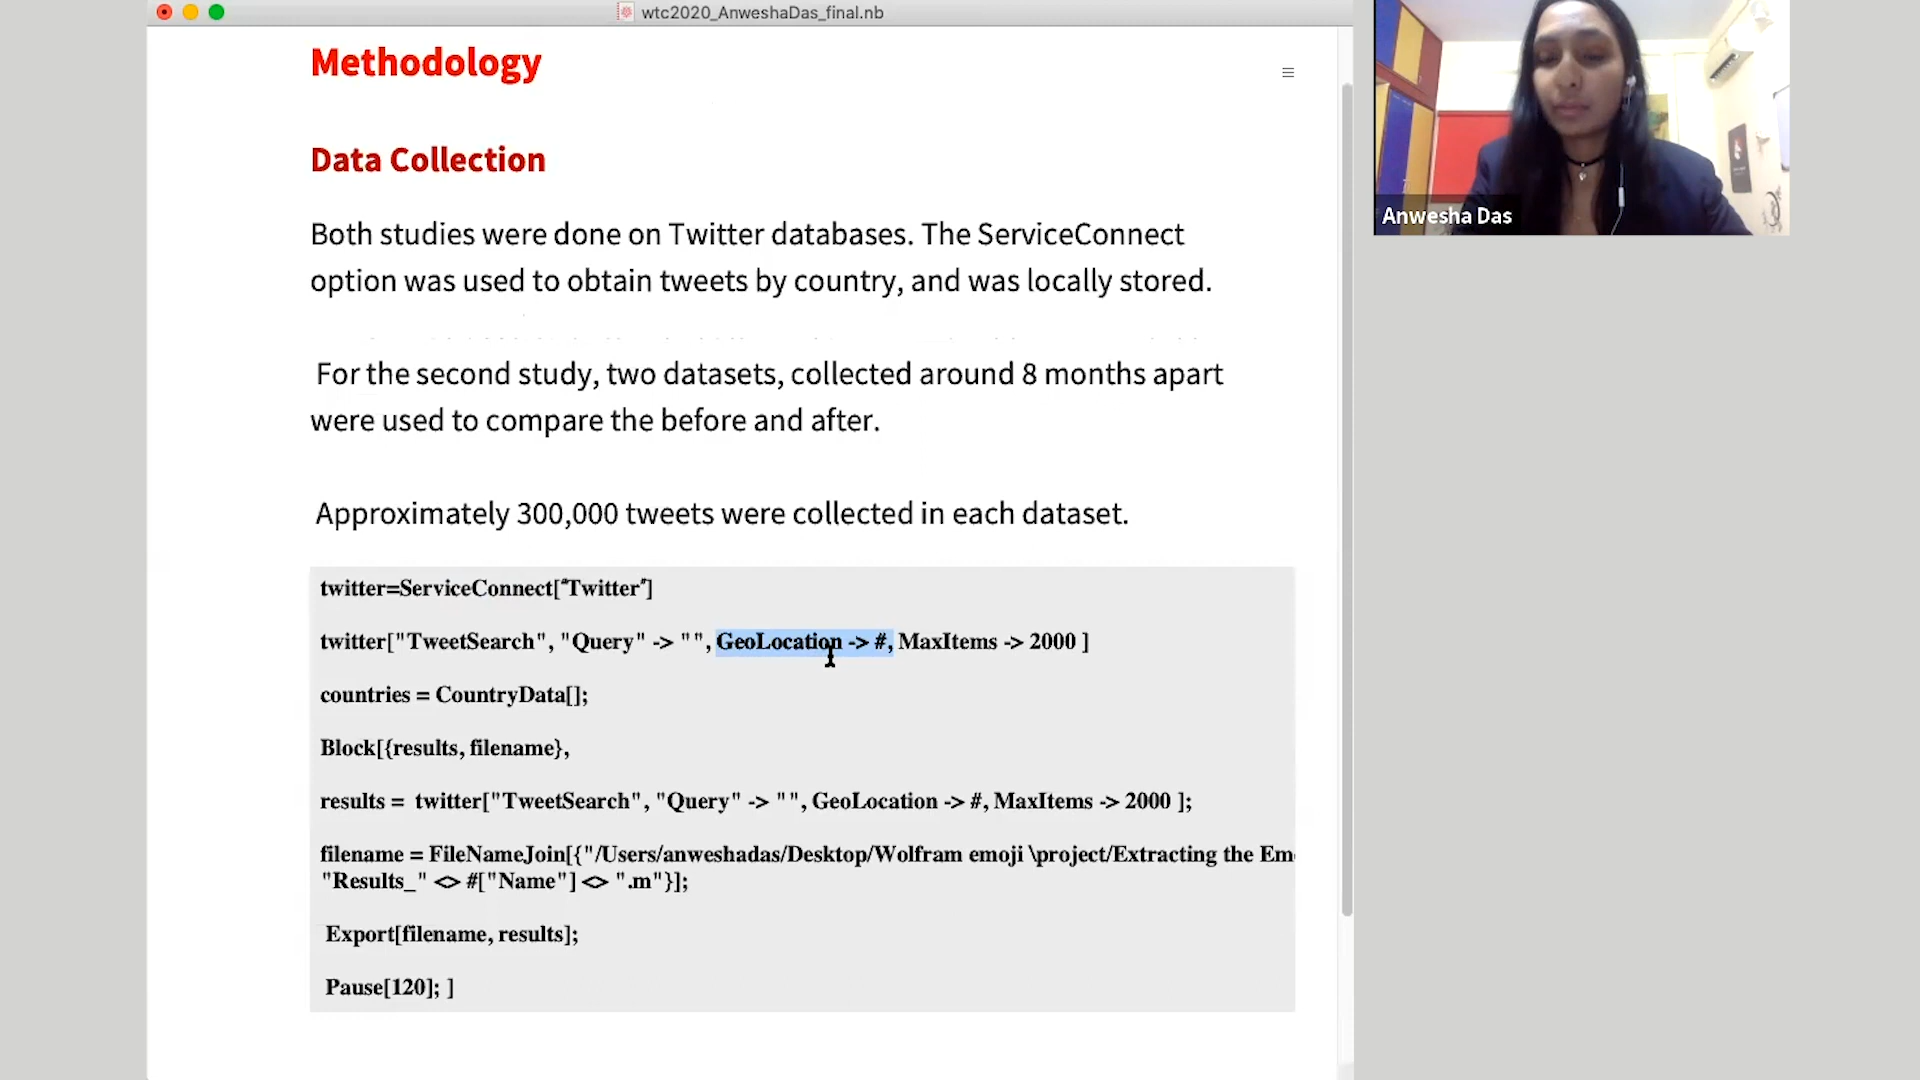 wtc2020_AnweshaDas_final.nb
Methodology
Data Collection
Both studies were done on Twitter databases. The ServiceConnect
option was used to obtain tweets by country, and was locally stored.
For the second study, two datasets, collected around 8 months apart
were used to compare the before and after.
Approximately 300,000 tweets were collected in each dataset.
twitter=ServiceConnect["Twitter"]
twitter["TweetSearch", "Query" -> "", GeoLocation -> #, MaxItems -> 2000 ]
countries = CountryData[];
Block[{results, filename},
results = twitter["TweetSearch", "Query" -> "", GeoLocation -> #, MaxItems -> 2000 ];
filename = FileNameJoin[{"/Users/anweshadas/Desktop/Wolfram emoji \project/Extracting the Em
"Results_" <> #["Name"] <> ".m"}];
Export[filename, results];
Pause[120]; ]
Anwesha Das